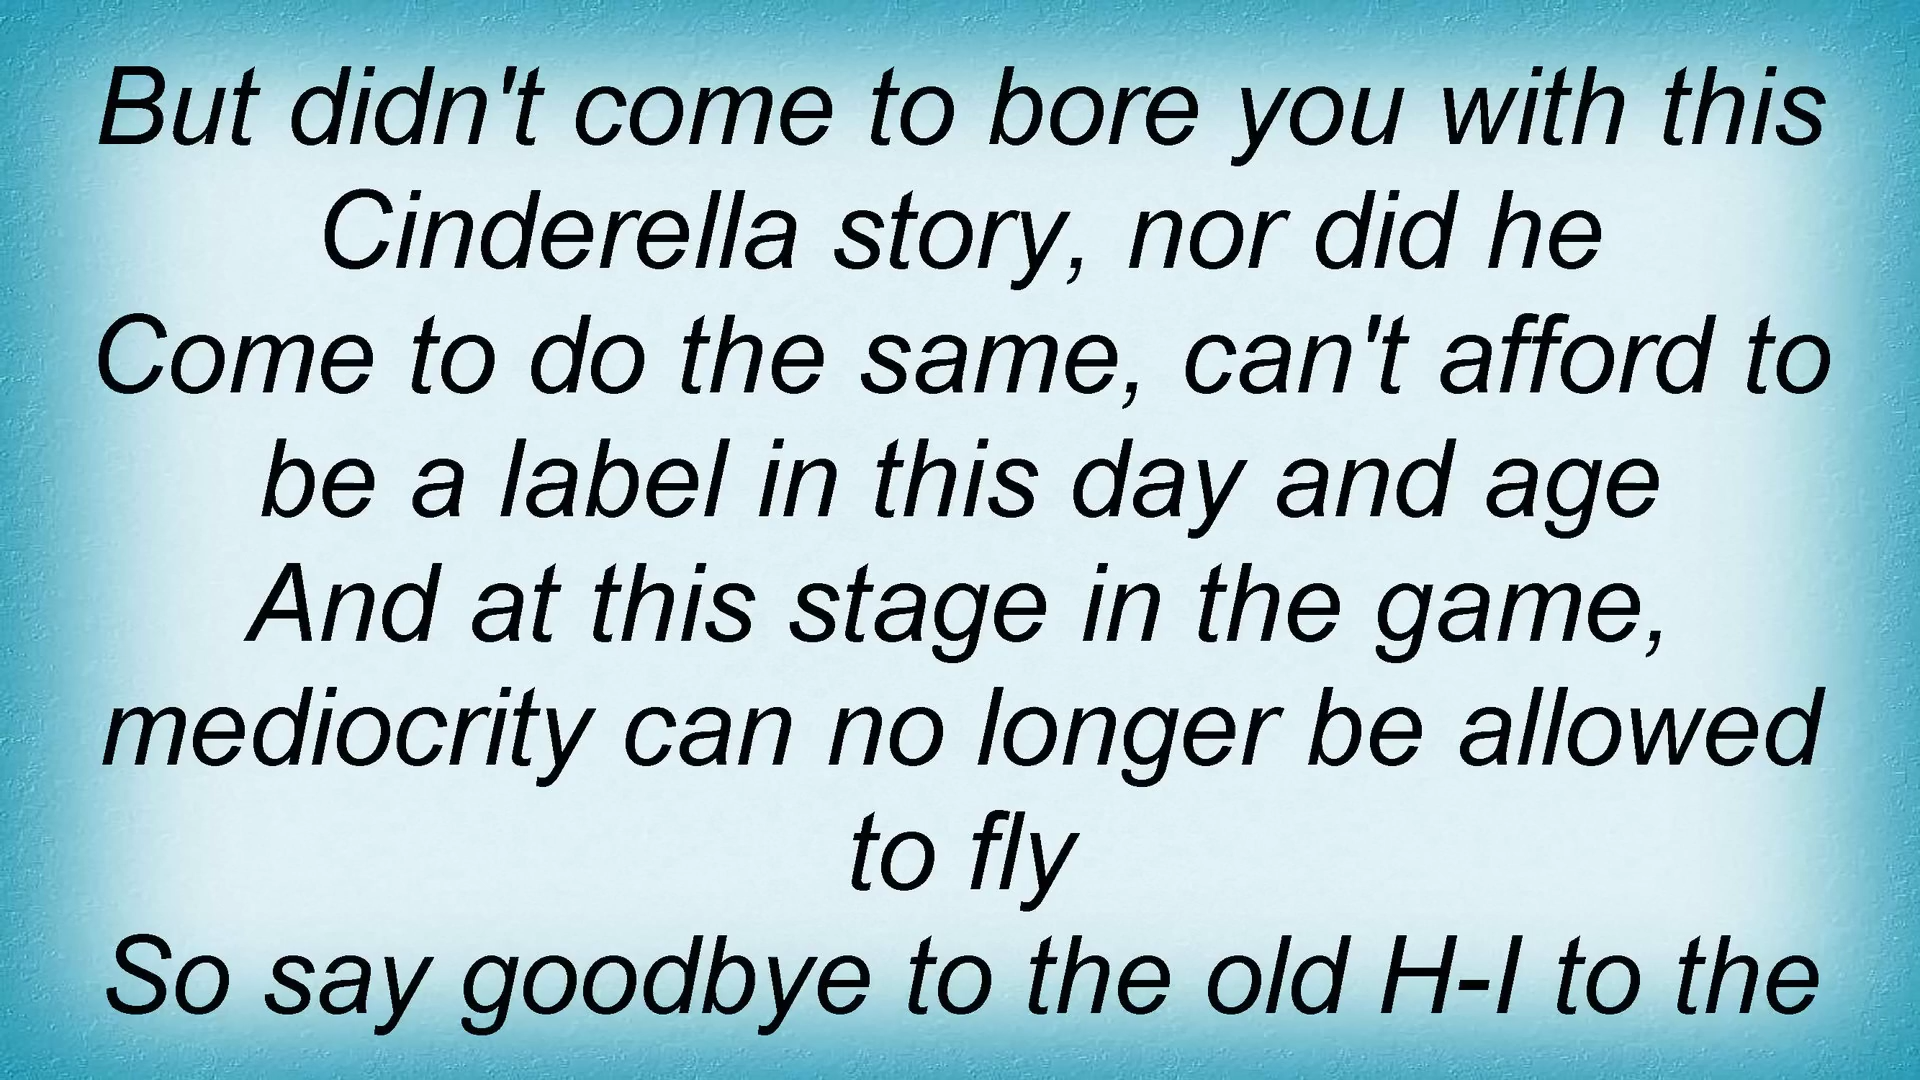 But didn't come to bore you with this
Cinderella story, nor did he
Come to do the same, can't afford to
be a label in this day and age
And at this stage in the game,
mediocrity can no longer be allowed
to fly
So say goodbye to the old H-I to the